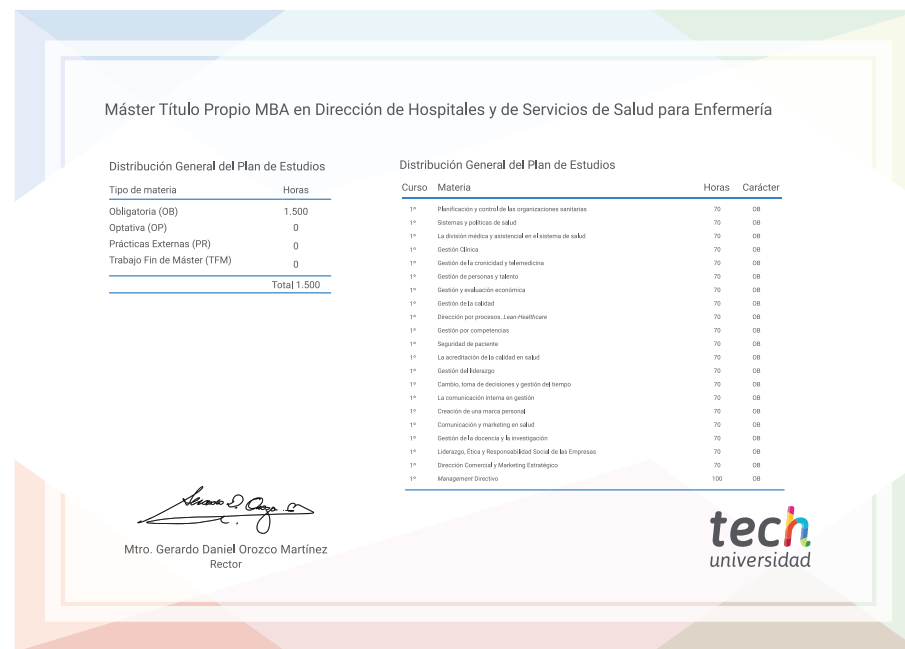 Máster Título Propio MBA en Dirección de Hospitales y de Servicios de Salud para Enfermería
Distribución General del Plan de Estudios
Tipo de materia Horas
Obligatoria (OB) 1.500
Optativa (OP) 0
Prácticas Externas (PR) 0
Trabajo Fin de Máster (TFM) 0
Total 1.500
Distribución General del Plan de Estudios
Curso Materia Horas Carácter
1º Planificación y control de las organizaciones sanitarias 70 OB
1º Sistemas y políticas de salud 70 OB
1º La división médica y asistencial en el sistema de salud 70 OB
1º Gestión Clínica 70 OB
1º Gestión de la cronicidad y telemedicina 70 OB
1º Gestión de personas y talento 70 OB
1º Gestión y evaluación económica 70 OB
1º Gestión de la calidad 70 OB
1º Dirección por procesos. Lean-Healthcare 70 OB
1º Gestión por competencias 70 OB
1º Seguridad de paciente 70 OB
1º La acreditación de la calidad en salud 70 OB
1º Gestión del liderazgo 70 OB
1º Cambio, toma de decisiones y gestión del tiempo 70 OB
1º La comunicación interna en gestión 70 OB
1º Creación de una marca personal 70 OB
1º Comunicación y marketing en salud 70 OB
1º Gestión de la docencia y la investigación 70 OB
1º Liderazgo, Ética y Responsabilidad Social de las Empresas 70 OB
1º Dirección Comercial y Marketing Estratégico 70 OB
1º Management Directivo 100 OB
Mtro. Gerardo Daniel Orozco Martínez
Rector
tech
universidad